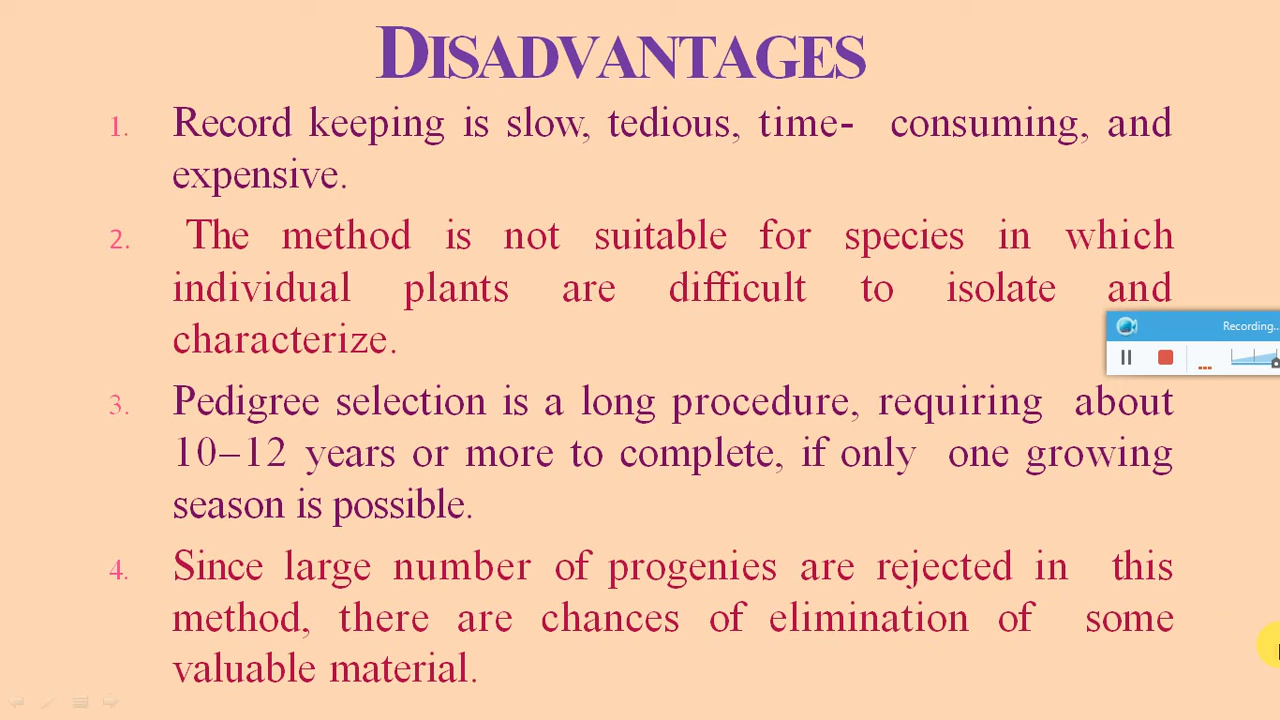 DISADVANTAGES
1. Record keeping is slow, tedious, time- consuming, and
expensive.
2. The method is not suitable for species in which
individual plants are difficult to isolate and
characterize.
Recording...
3. Pedigree selection is a long procedure, requiring about
10–12 years or more to complete, if only one growing
season is possible.
4. Since large number of progenies are rejected in this
method, there are chances of elimination of some
valuable material.